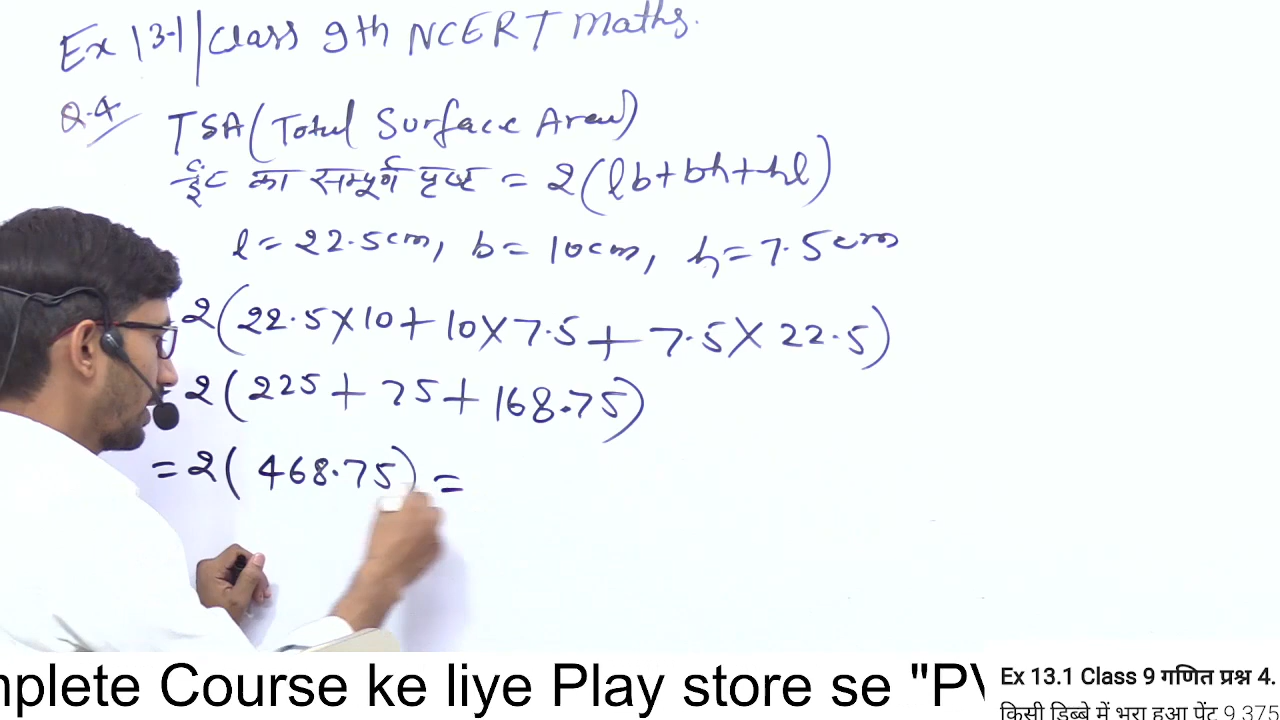 Ex 13.1 | Class 9th NCERT Maths.
Q.4 TSA (Total Surface Area)
ईंट का सम्पूर्ण पृष्ठ = 2(lb+bh+hl)
l = 22.5cm, b = 10cm, h = 7.5cm
2(22.5×10+10×7.5+7.5×22.5)
= 2(225+75+168.75)
= 2(468.75) =
mplete Course ke liye Play store se "PV
Ex 13.1 Class 9 गणित प्रश्न 4.
किसी डिब्बे में भरा हुआ पेंट 9.375